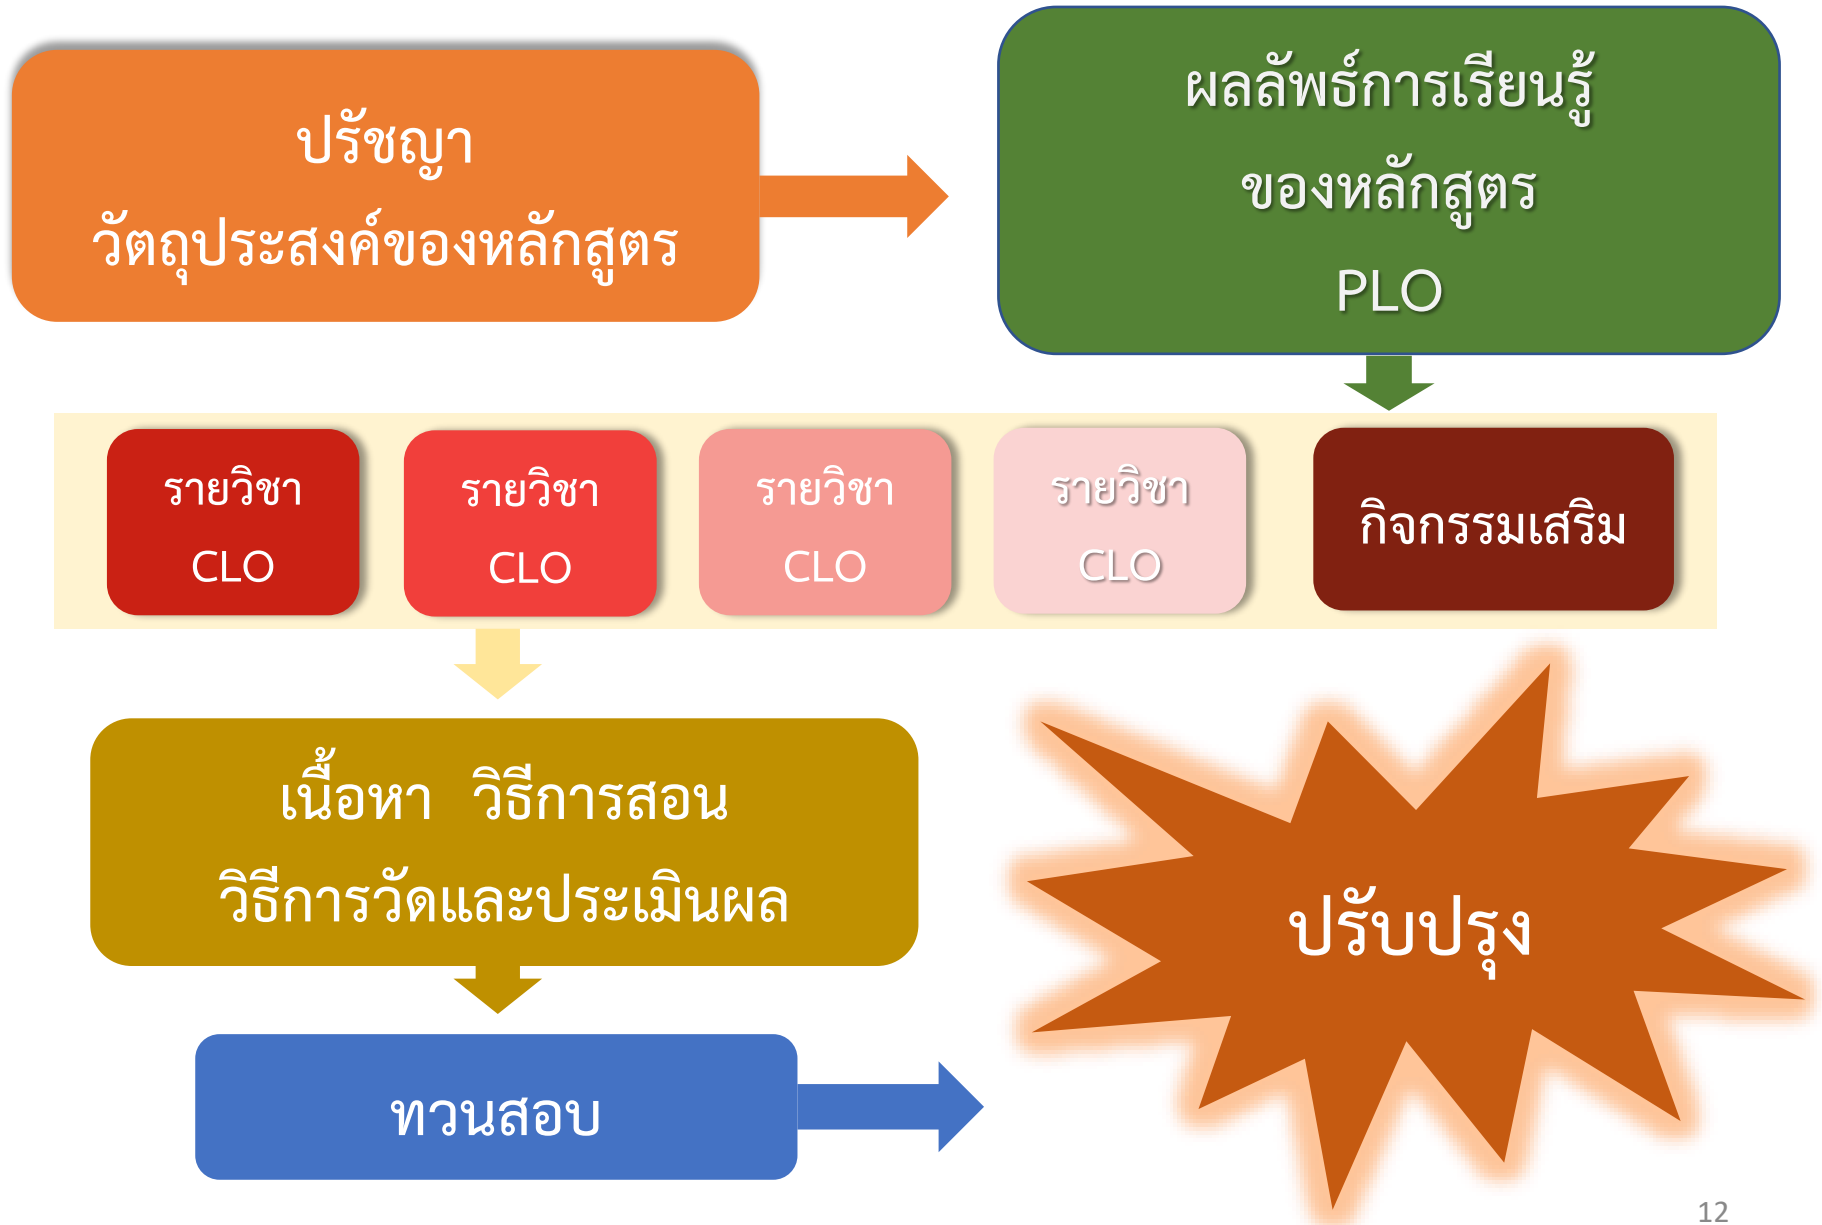 ปรัชญา
วัตถุประสงค์ของหลักสูตร
ผลลัพธ์การเรียนรู้
ของหลักสูตร
PLO
รายวิชา
CLO
รายวิชา
CLO
รายวิชา
CLO
รายวิชา
CLO
กิจกรรมเสริม
เนื้อหา วิธีการสอน
วิธีการวัดและประเมินผล
ปรับปรุง
ทวนสอบ
12